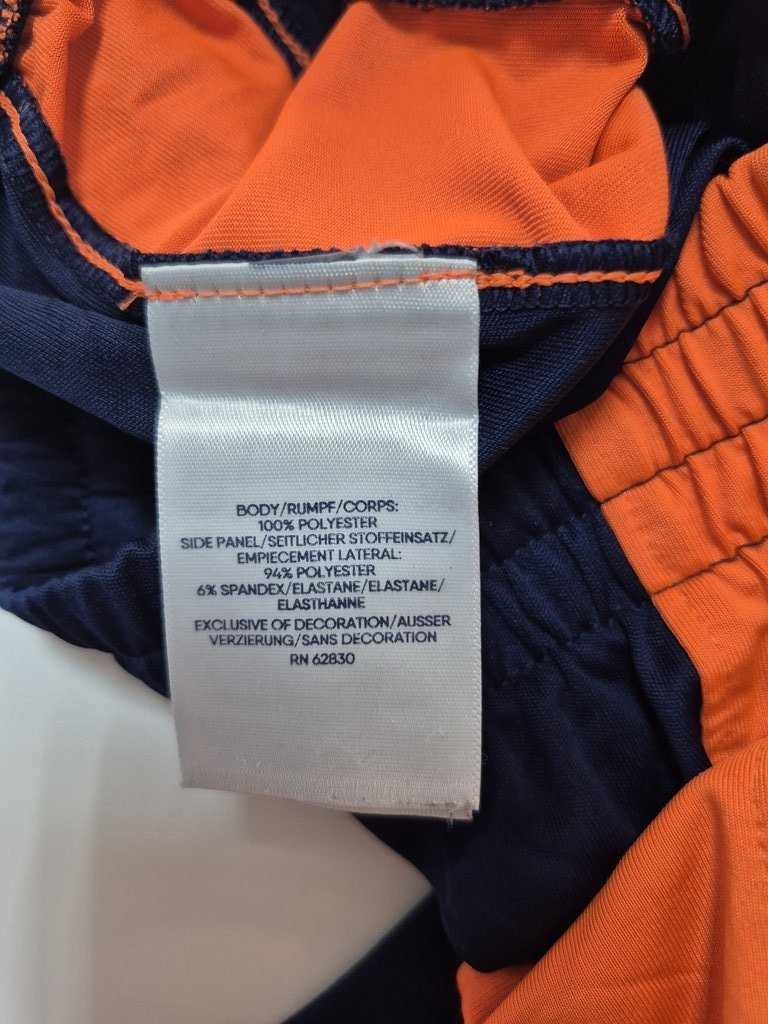 BODY/RUMPF/CORPS:
100% POLYESTER
SIDE PANEL/SEITLICHER STOFFEINSATZ/
EMPIECEMENT LATERAL:
94% POLYESTER
6% SPANDEX/ELASTANE/ELASTANE/
ELASTHANNE
EXCLUSIVE OF DECORATION/AUSSER
VERZIERUNG/SANS DECORATION
RN 62830